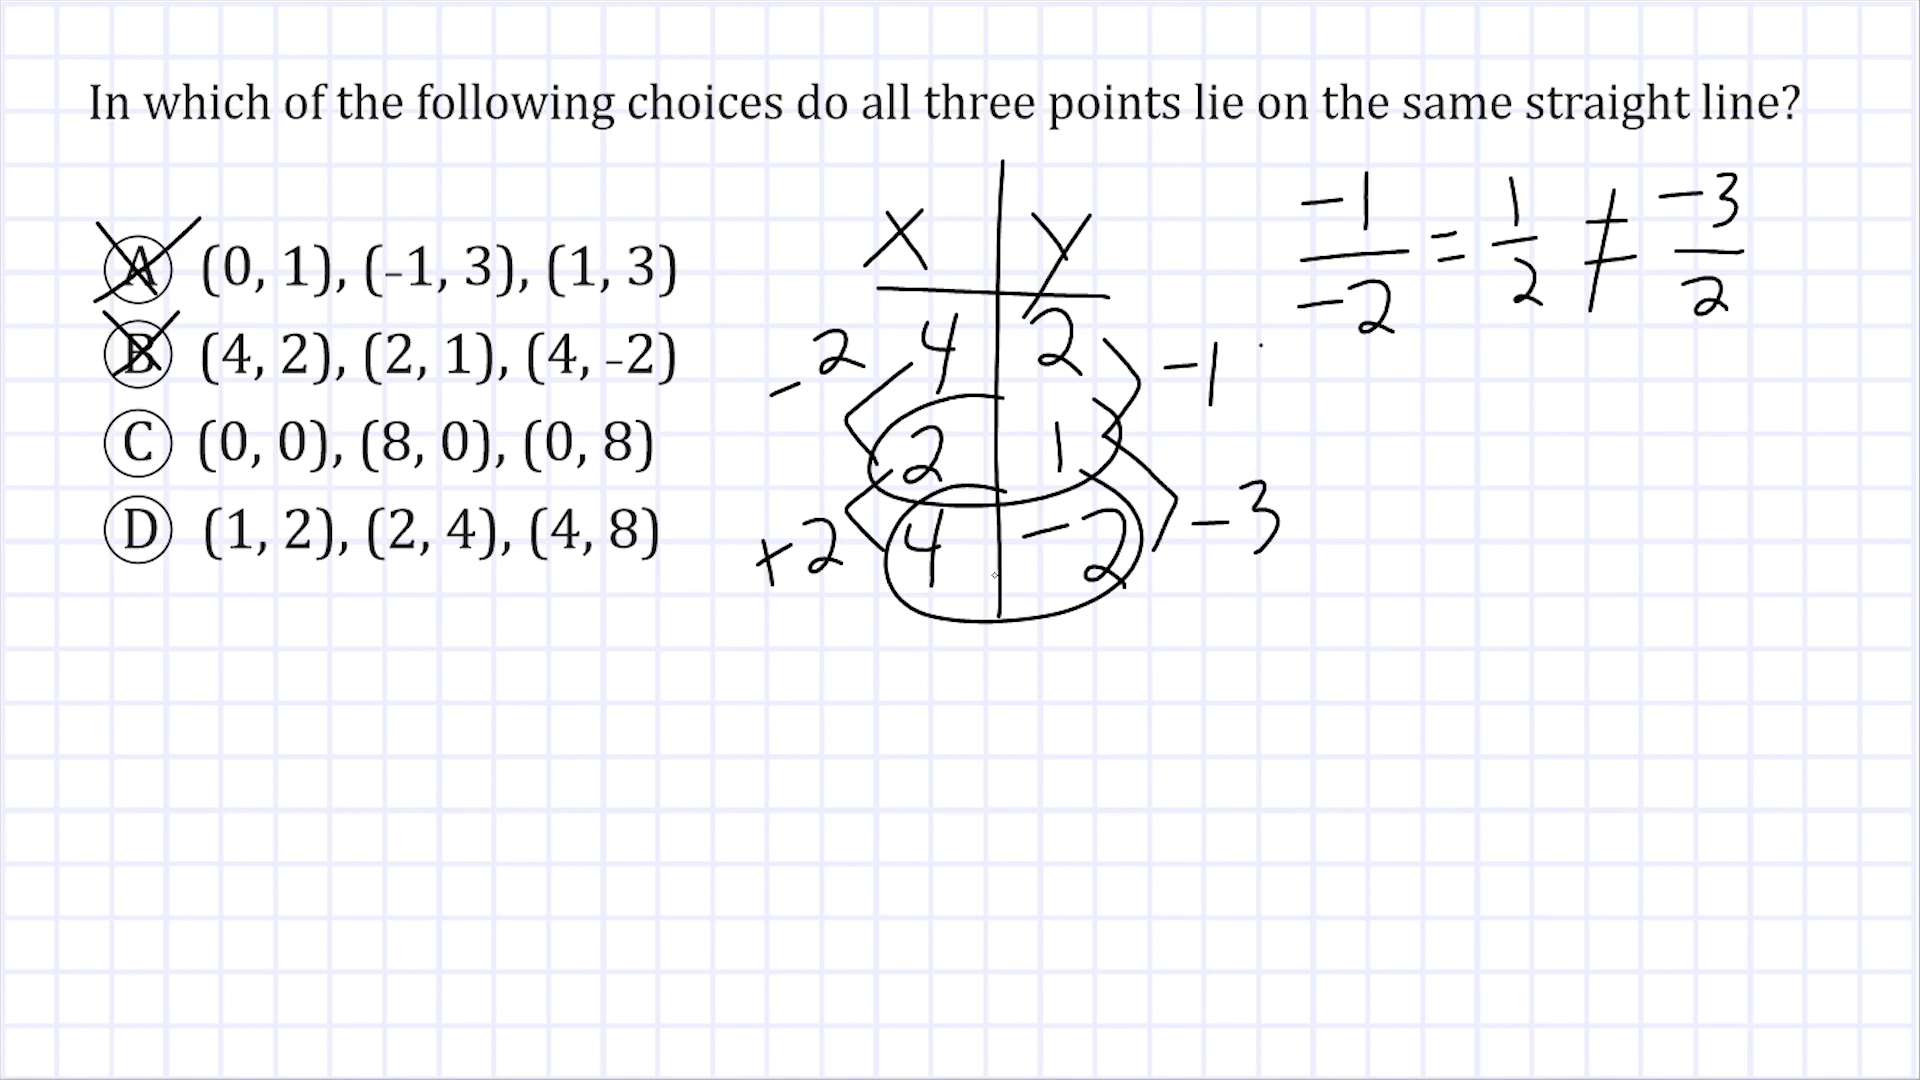 In which of the following choices do all three points lie on the same straight line?
A (0, 1), (-1, 3), (1, 3)
B (4, 2), (2, 1), (4, -2)
C (0, 0), (8, 0), (0, 8)
D (1, 2), (2, 4), (4, 8)
X Y
-2 4 2 -1
2 1
+2 4 -2 -3
-1/-2 = 1/2 ≠ -3/2